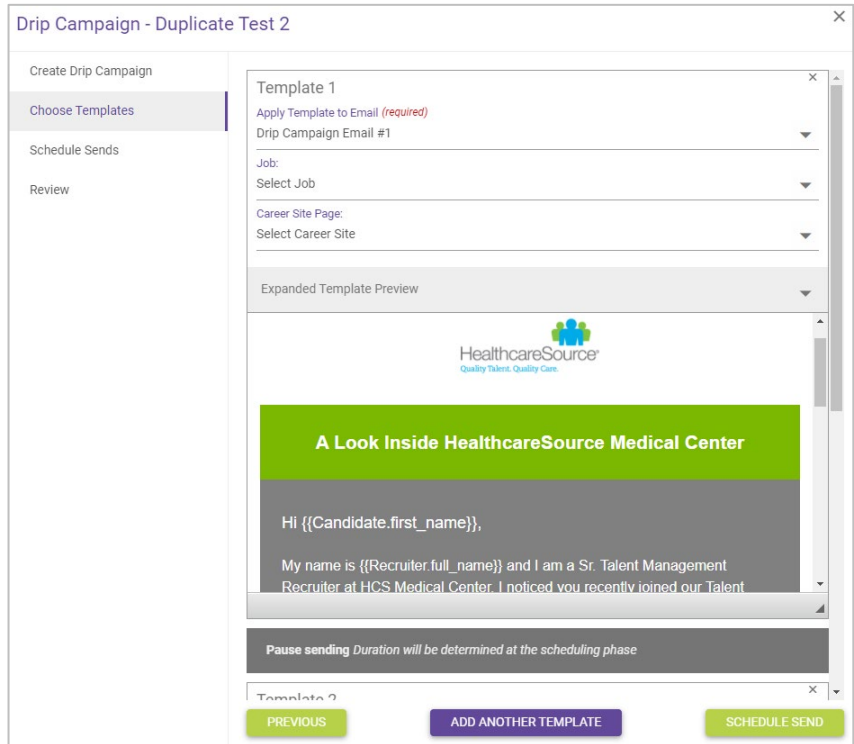 Drip Campaign - Duplicate Test 2
Create Drip Campaign
Choose Templates
Schedule Sends
Review
Template 1
Apply Template to Email (required)
Drip Campaign Email #1
Job:
Select Job
Career Site Page:
Select Career Site
Expanded Template Preview
HealthcareSource
Quality Talent. Quality Care.
A Look Inside HealthcareSource Medical Center
Hi {{Candidate.first_name}},
My name is {{Recruiter.full_name}} and I am a Sr. Talent Management
Recruiter at HCS Medical Center. I noticed you recently joined our Talent
Pause sending Duration will be determined at the scheduling phase
Template 2
PREVIOUS
ADD ANOTHER TEMPLATE
SCHEDULE SEND